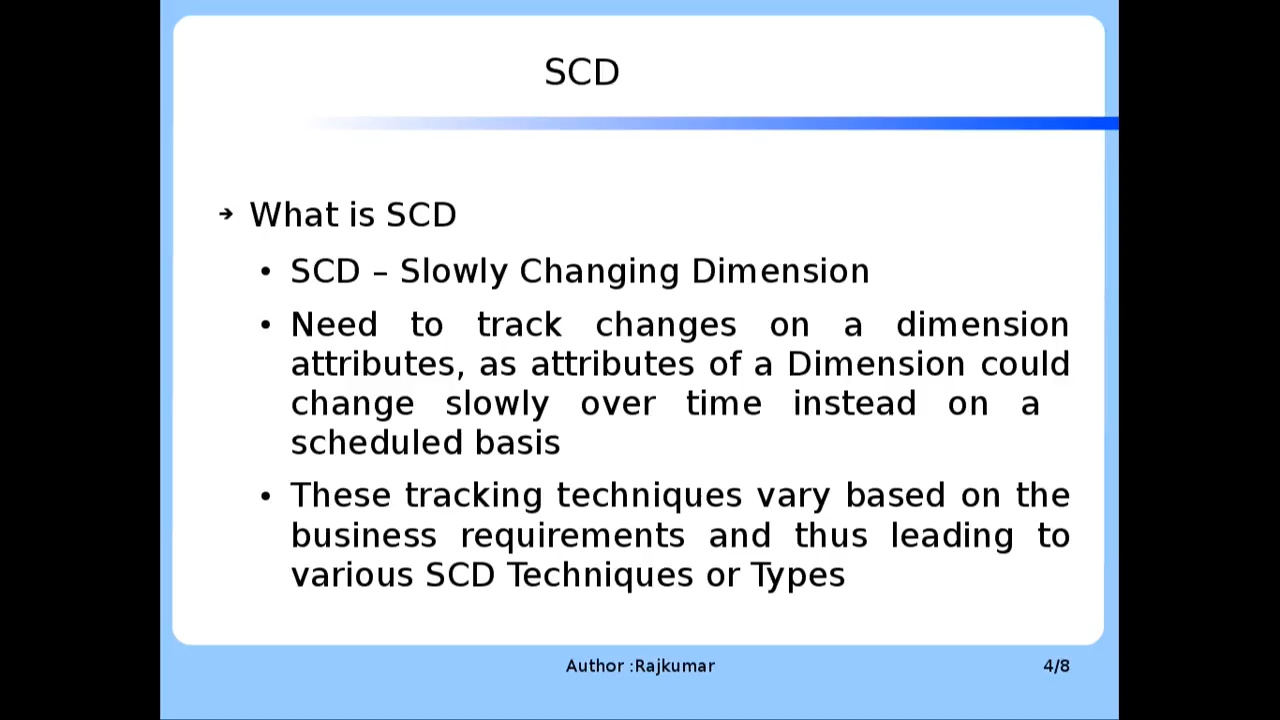 SCD
➔ What is SCD
• SCD – Slowly Changing Dimension
• Need to track changes on a dimension
attributes, as attributes of a Dimension could
change slowly over time instead on a
scheduled basis
• These tracking techniques vary based on the
business requirements and thus leading to
various SCD Techniques or Types
Author :Rajkumar
4/8